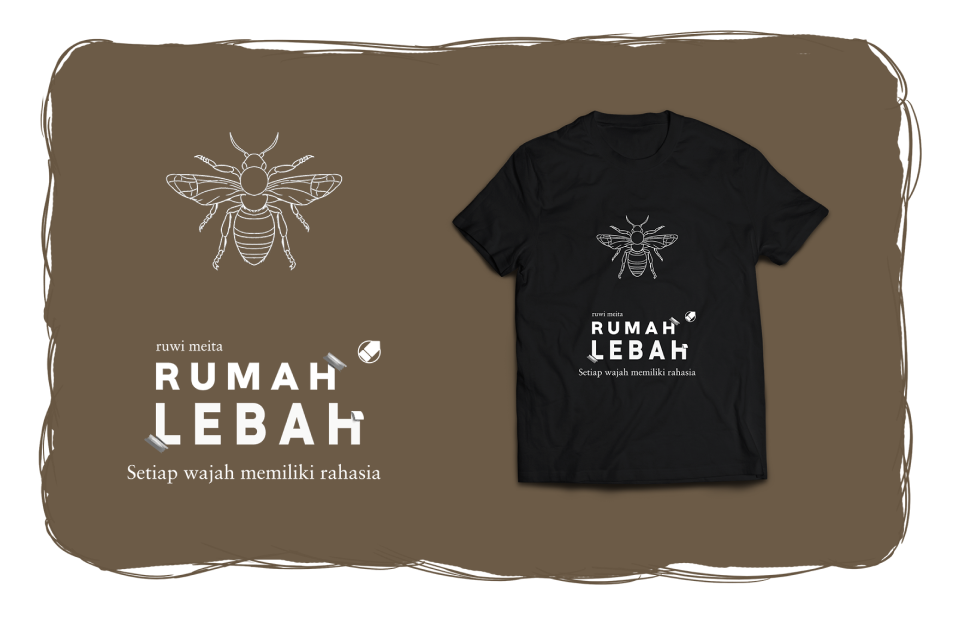 ruwi meita
RUMAH
LEBAH
Setiap wajah memiliki rahasia
ruwi meita
RUMAH
LEBAH
Setiap wajah memiliki rahasia